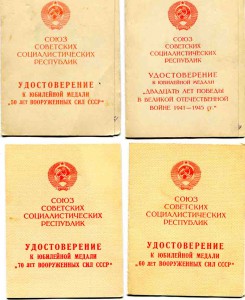 СОЮЗ
СОВЕТСКИХ
СОЦИАЛИСТИЧЕСКИХ
РЕСПУБЛИК
УДОСТОВЕРЕНИЕ
К ЮБИЛЕЙНОЙ МЕДАЛИ
"50 ЛЕТ ВООРУЖЕННЫХ СИЛ СССР"
СОЮЗ
СОВЕТСКИХ
СОЦИАЛИСТИЧЕСКИХ
РЕСПУБЛИК
УДОСТОВЕРЕНИЕ
К ЮБИЛЕЙНОЙ МЕДАЛИ
"ДВАДЦАТЬ ЛЕТ ПОБЕДЫ
В ВЕЛИКОЙ ОТЕЧЕСТВЕННОЙ
ВОЙНЕ 1941—1945 гг."
СОЮЗ
СОВЕТСКИХ
СОЦИАЛИСТИЧЕСКИХ
РЕСПУБЛИК
УДОСТОВЕРЕНИЕ
К ЮБИЛЕЙНОЙ МЕДАЛИ
"70 ЛЕТ ВООРУЖЕННЫХ СИЛ СССР"
СОЮЗ
СОВЕТСКИХ
СОЦИАЛИСТИЧЕСКИХ
РЕСПУБЛИК
УДОСТОВЕРЕНИЕ
К ЮБИЛЕЙНОЙ МЕДАЛИ
"60 ЛЕТ ВООРУЖЕННЫХ СИЛ СССР"